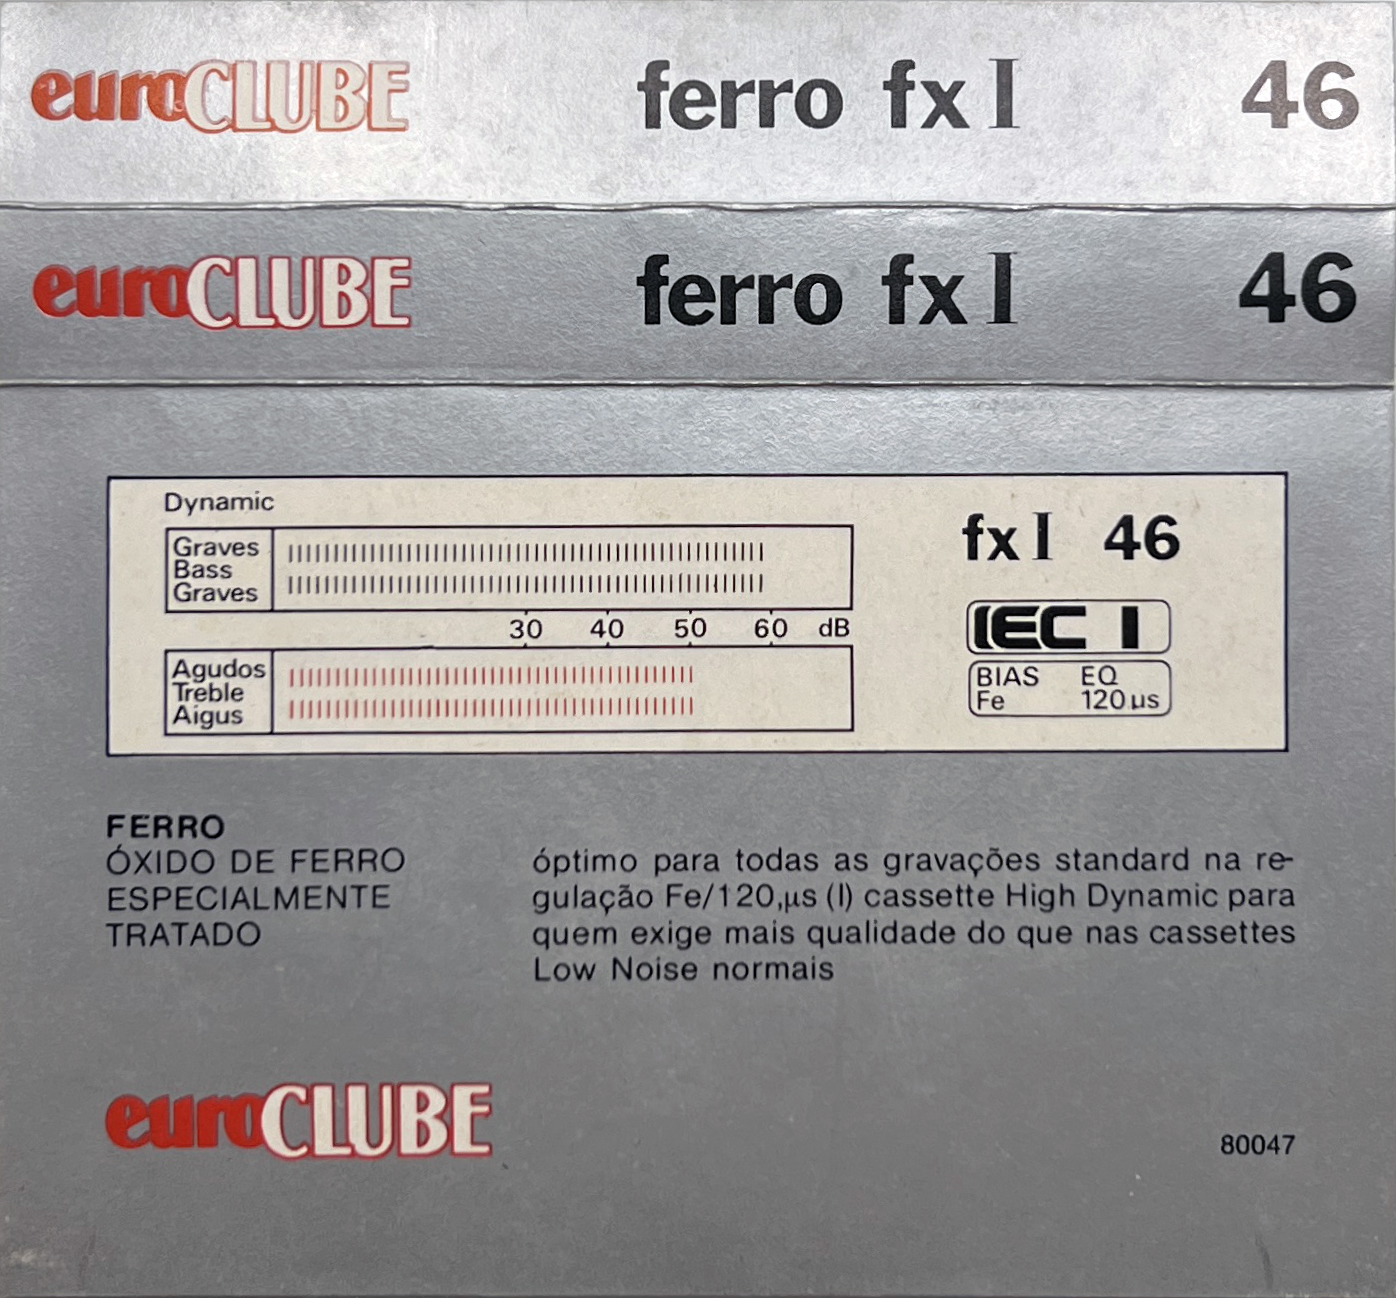 euroCLUBE ferro fx I 46
euroCLUBE ferro fx I 46
Dynamic
Graves
Bass
Graves
30 40 50 60 dB
Agudos
Treble
Aigus
fx I 46
IEC I
BIAS EQ
Fe 120 µs
FERRO
ÓXIDO DE FERRO
ESPECIALMENTE
TRATADO
óptimo para todas as gravações standard na re-
gulação Fe/120,µs (I) cassette High Dynamic para
quem exige mais qualidade do que nas cassettes
Low Noise normais
euroCLUBE
80047